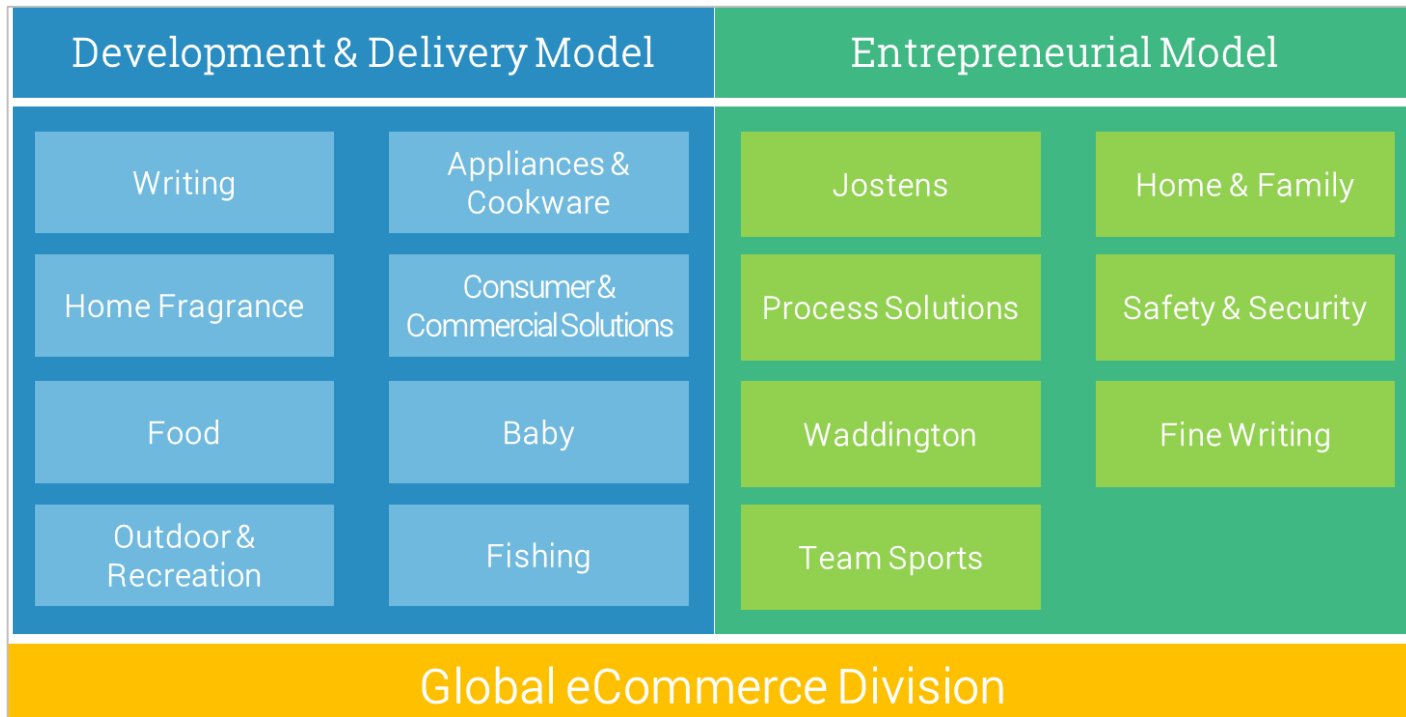 Development & Delivery Model
Entrepreneurial Model
Writing
Appliances &
Cookware
Home Fragrance
Consumer &
Commercial Solutions
Food
Baby
Outdoor &
Recreation
Fishing
Jostens
Home & Family
Process Solutions
Safety & Security
Waddington
Fine Writing
Team Sports
Global eCommerce Division